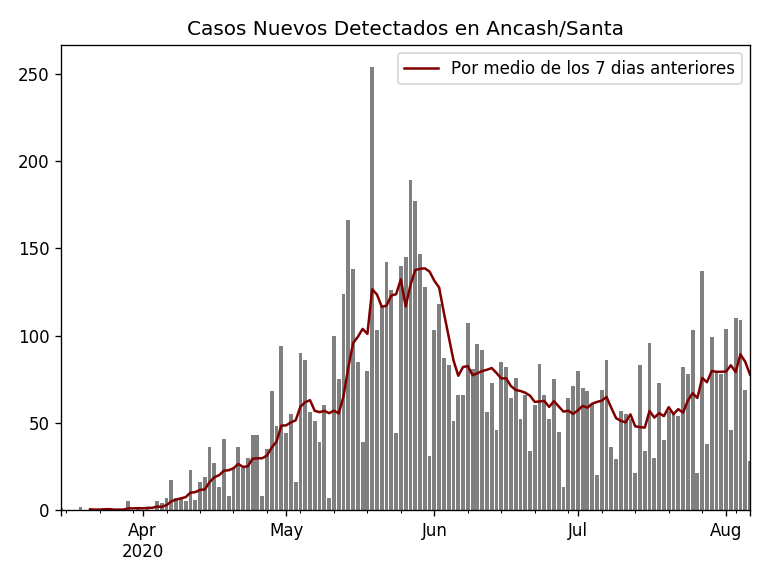 Casos Nuevos Detectados en Ancash/Santa
Por medio de los 7 dias anteriores
250
200
150
100
50
0
Apr
2020
May
Jun
Jul
Aug